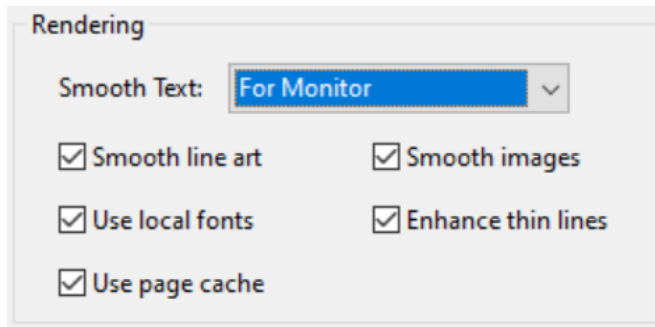 Rendering
Smooth Text: For Monitor
Smooth line art Smooth images
Use local fonts Enhance thin lines
Use page cache